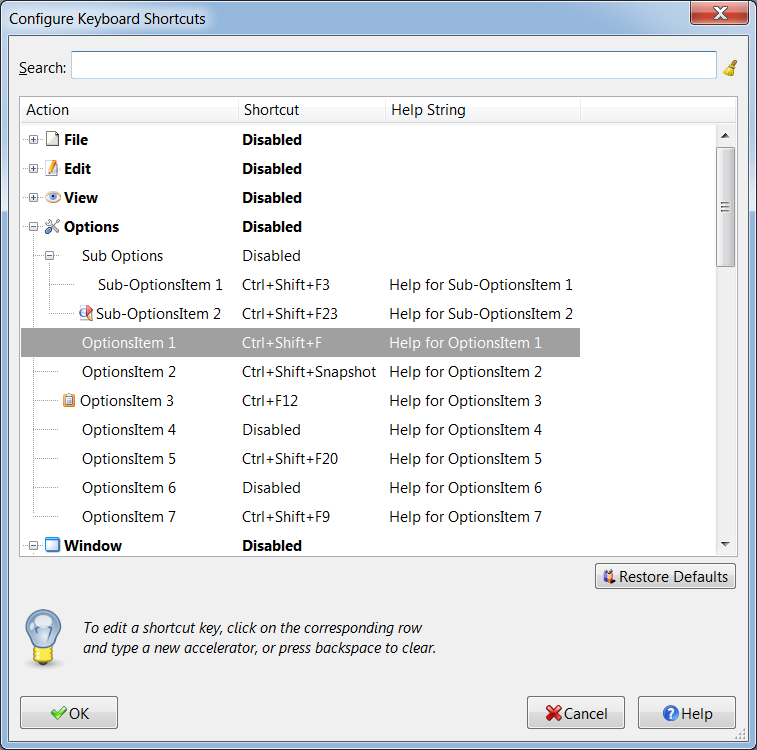 Configure Keyboard Shortcuts
Search:
Action Shortcut Help String
File Disabled
Edit Disabled
View Disabled
Options Disabled
Sub Options Disabled
Sub-OptionsItem 1 Ctrl+Shift+F3 Help for Sub-OptionsItem 1
Sub-OptionsItem 2 Ctrl+Shift+F23 Help for Sub-OptionsItem 2
OptionsItem 1 Ctrl+Shift+F Help for OptionsItem 1
OptionsItem 2 Ctrl+Shift+Snapshot Help for OptionsItem 2
OptionsItem 3 Ctrl+F12 Help for OptionsItem 3
OptionsItem 4 Disabled Help for OptionsItem 4
OptionsItem 5 Ctrl+Shift+F20 Help for OptionsItem 5
OptionsItem 6 Disabled Help for OptionsItem 6
OptionsItem 7 Ctrl+Shift+F9 Help for OptionsItem 7
Window Disabled
Restore Defaults
To edit a shortcut key, click on the corresponding row
and type a new accelerator, or press backspace to clear.
OK Cancel Help